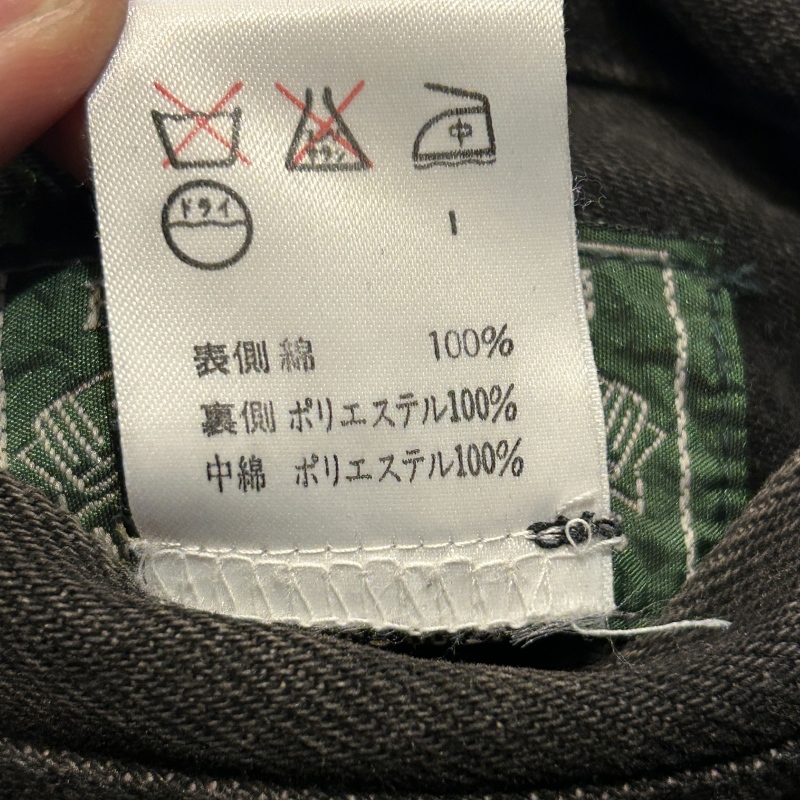 中
ドライ
I
表側 綿 100%
裏側 ポリエステル100%
中綿 ポリエステル100%